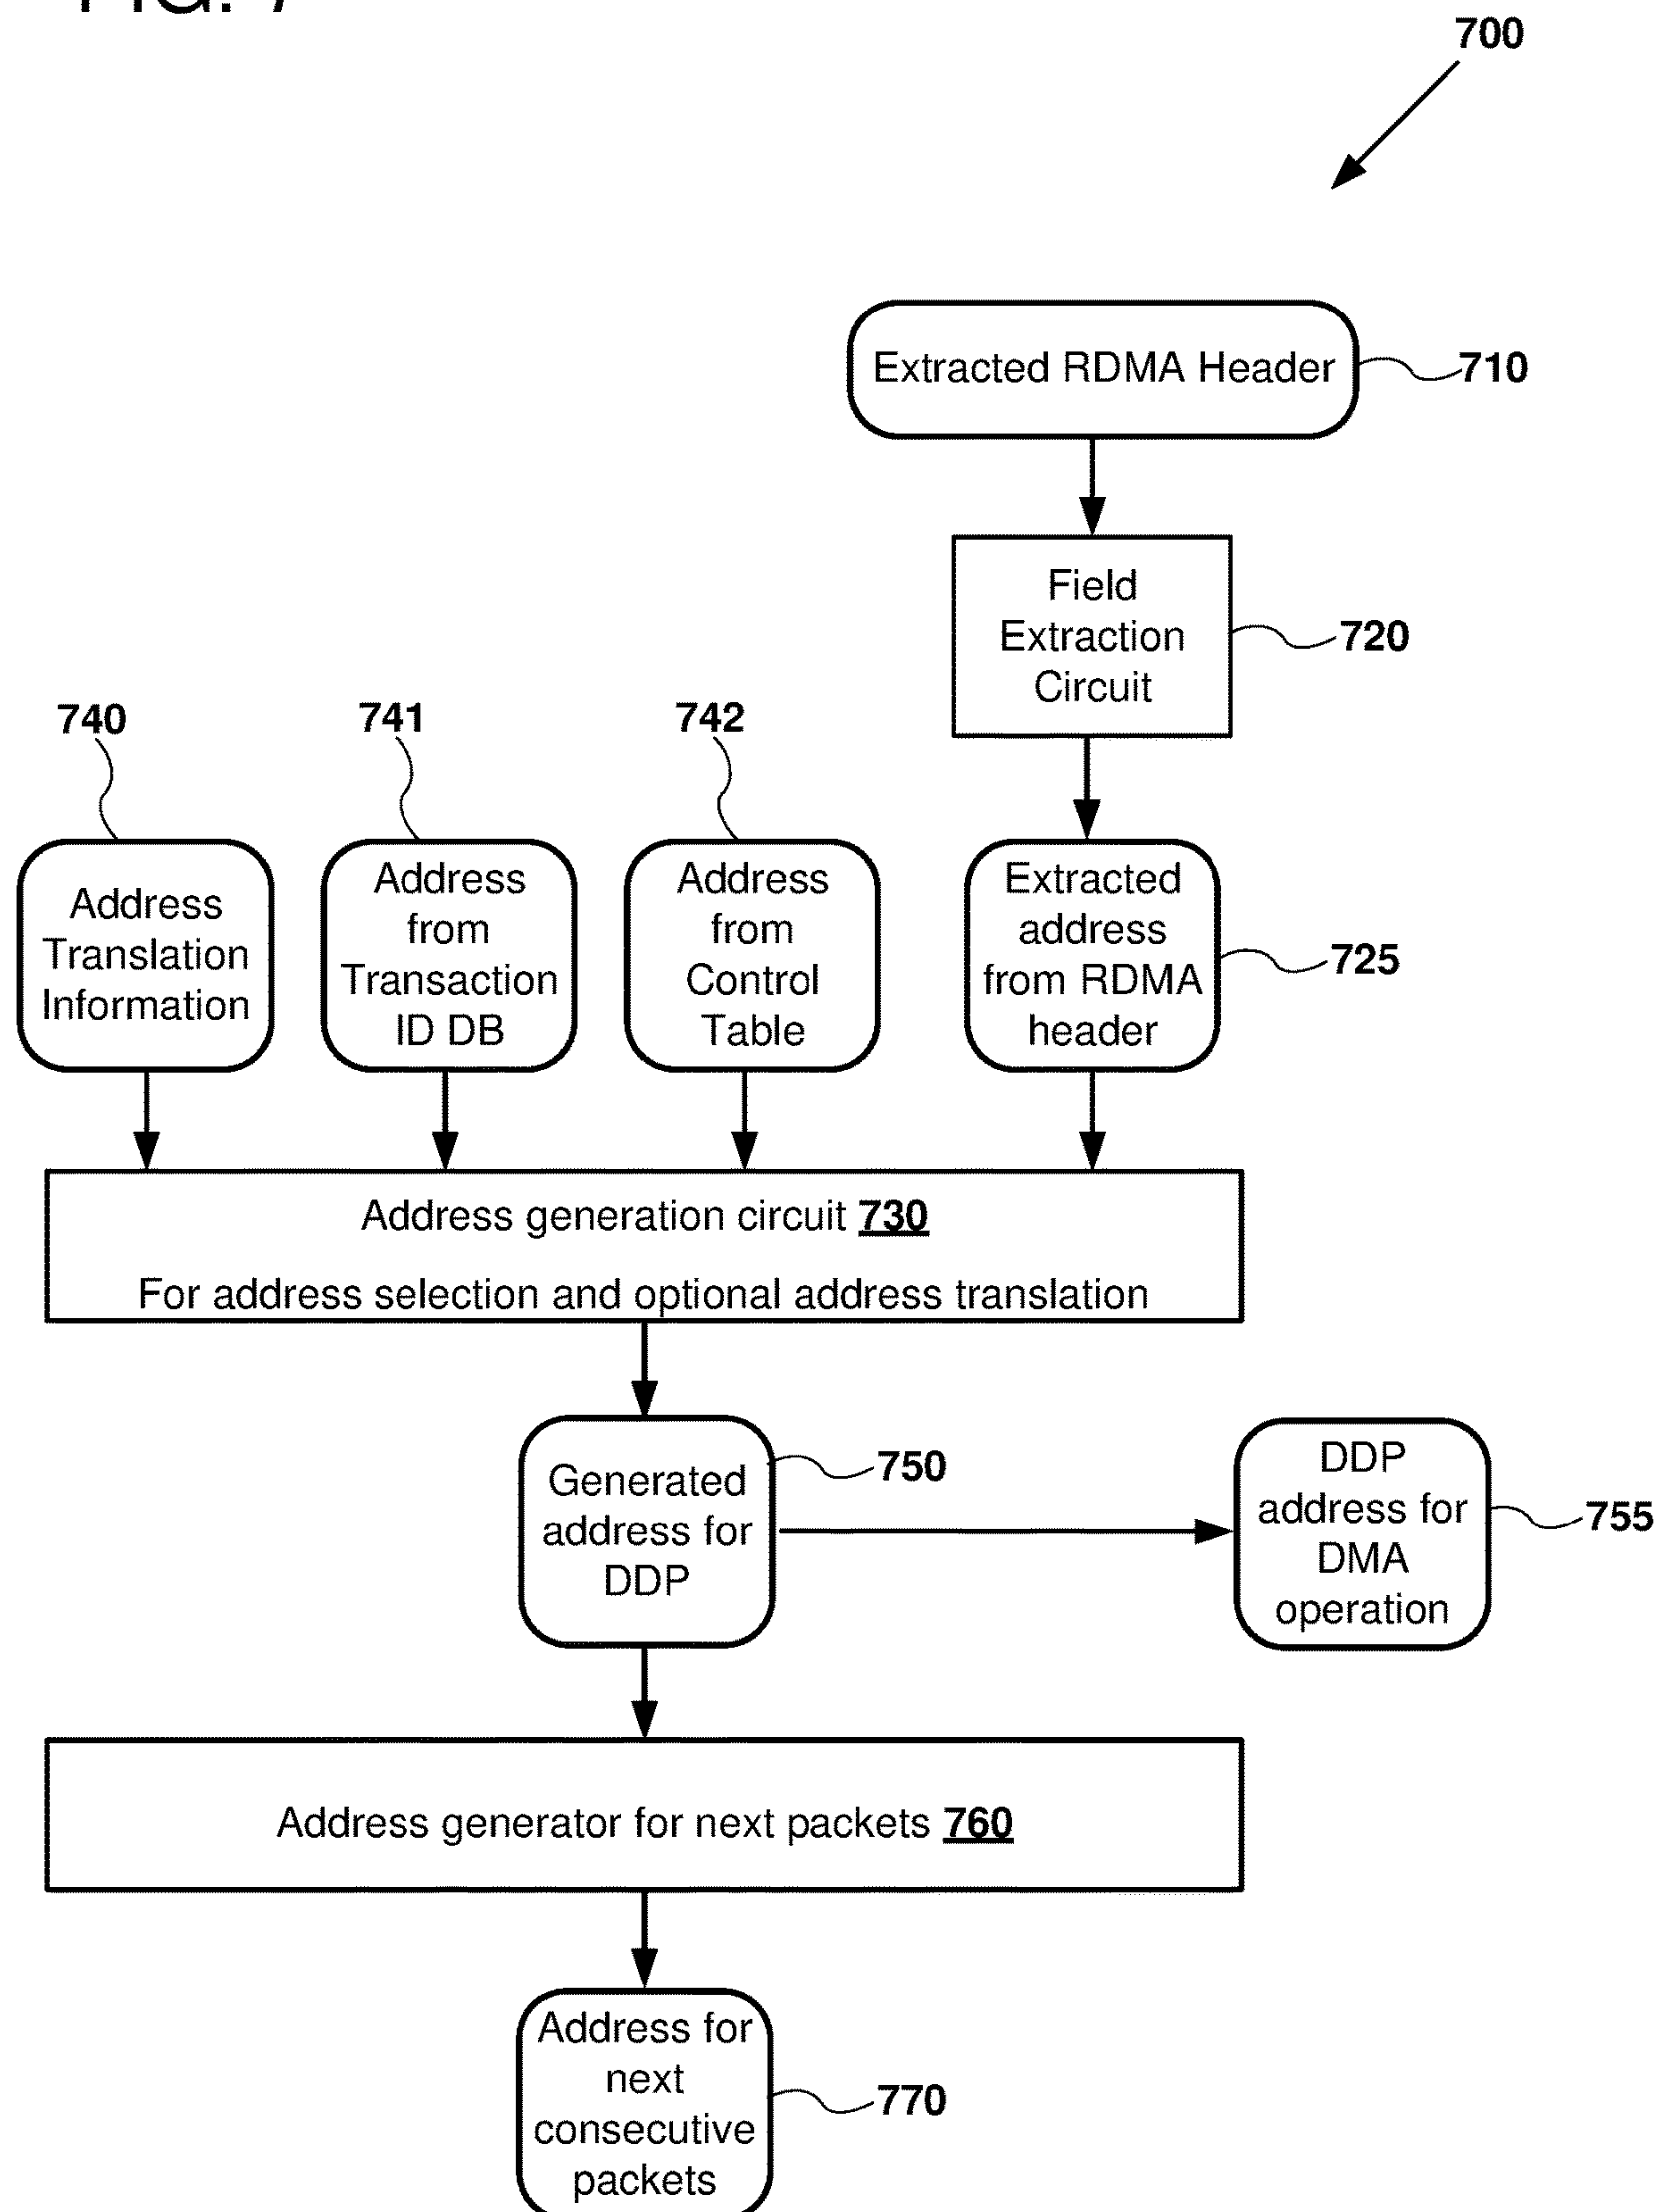 FIG. 7
700
Extracted RDMA Header
710
Field
Extraction
Circuit
720
740
741
742
Address
Translation
Information
Address
from
Transaction
ID DB
Address
from
Control
Table
Extracted
address
from RDMA
header
725
Address generation circuit 730
For address selection and optional address translation
Generated
address for
DDP
750
DDP
address for
DMA
operation
755
Address generator for next packets 760
Address for
next
consecutive
packets
770